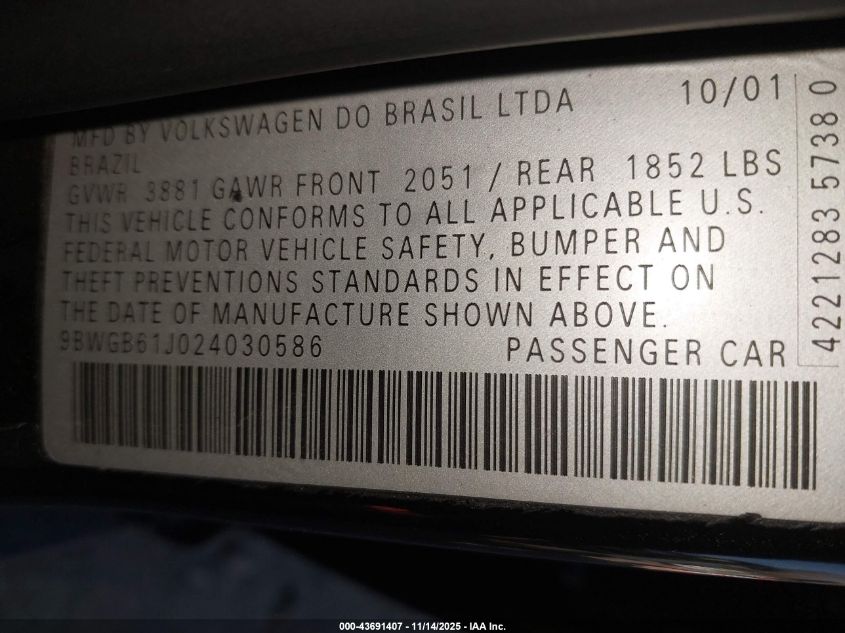 MFD BY VOLKSWAGEN DO BRASIL LTDA 10/01
BRAZIL
GVWR 3881 GAWR FRONT 2051 / REAR 1852 LBS
THIS VEHICLE CONFORMS TO ALL APPLICABLE U.S.
FEDERAL MOTOR VEHICLE SAFETY, BUMPER AND
THEFT PREVENTIONS STANDARDS IN EFFECT ON
THE DATE OF MANUFACTURE SHOWN ABOVE.
9BWGB61J024030586 PASSENGER CAR
4221283 5738 0
000-43691407 - 11/14/2025 - IAA Inc.